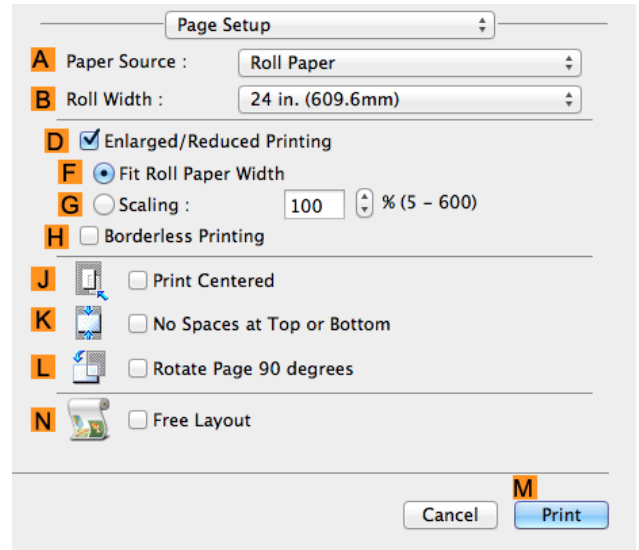 Page Setup
A Paper Source : Roll Paper
B Roll Width : 24 in. (609.6mm)
D Enlarged/Reduced Printing
F Fit Roll Paper Width
G Scaling : 100 % (5 – 600)
H Borderless Printing
J Print Centered
K No Spaces at Top or Bottom
L Rotate Page 90 degrees
N Free Layout
M
Cancel Print